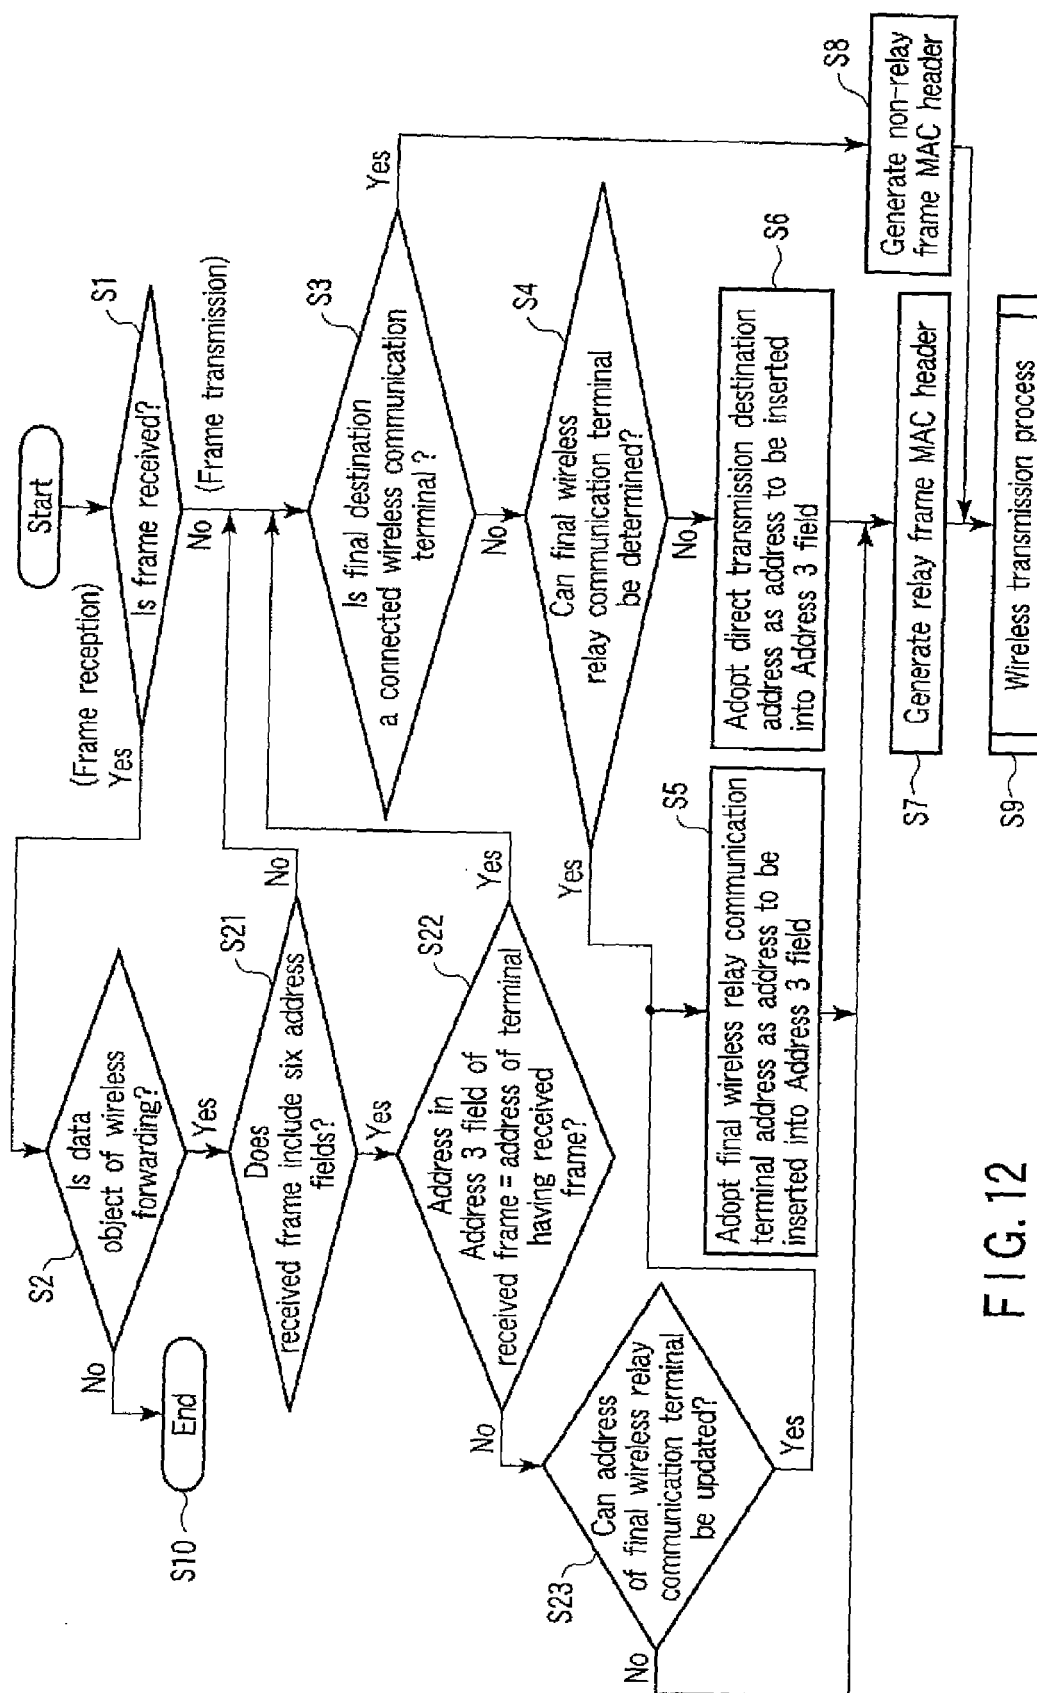 Start
S1
Is frame received?
(Frame reception)
Yes
No
(Frame transmission)
S2
Is data
object of wireless
forwarding?
No
Yes
End
S10
S21
Does
received frame include six address
fields?
No
Yes
S22
Address in
Address 3 field of
received frame = address of terminal
having received
frame?
Yes
No
S23
Can address
of final wireless relay
communication terminal
be updated?
Yes
No
S3
Is final destination
a connected wireless communication
terminal?
Yes
No
S4
Can final wireless
relay communication terminal
be determined?
Yes
No
S5
Adopt final wireless relay communication
terminal address as address to be
inserted into Address 3 field
S6
Adopt direct transmission destination
address as address to be inserted
into Address 3 field
S7
Generate relay frame MAC header
S8
Generate non-relay
frame MAC header
S9
Wireless transmission process
FIG. 12